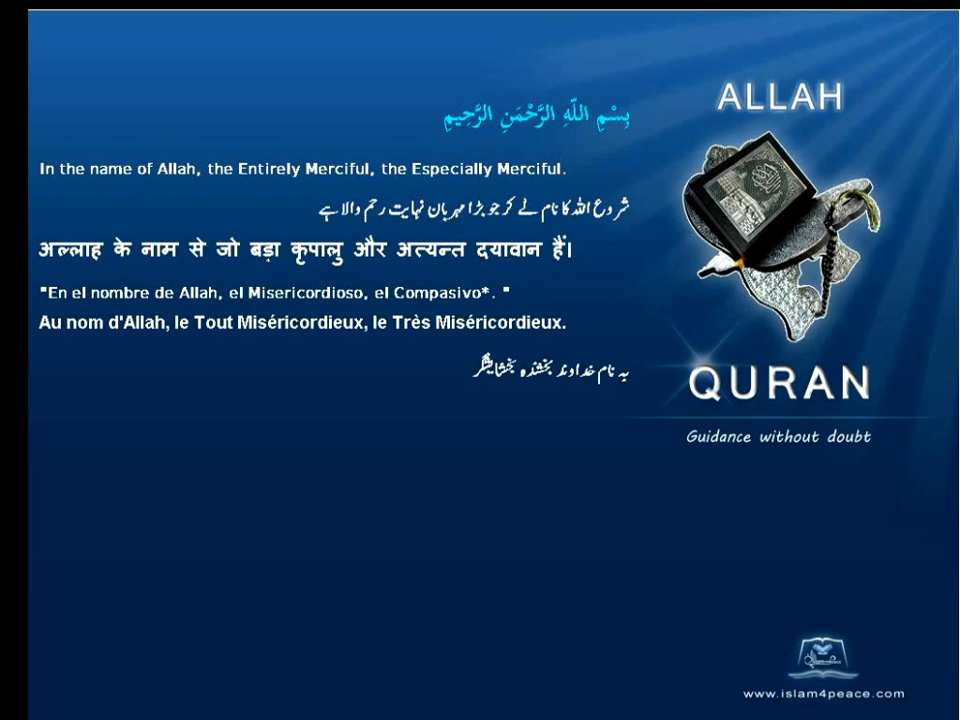 بِسْمِ اللّهِ الرَّحْمَنِ الرَّحِيمِ
In the name of Allah, the Entirely Merciful, the Especially Merciful.
شروع الله کا نام لے کر جو بڑا مہربان نہایت رحم والا ہے
अल्लाह के नाम से जो बड़ा कृपालु और अत्यन्त दयावान हैं।
"En el nombre de Allah, el Misericordioso, el Compasivo*. "
Au nom d'Allah, le Tout Miséricordieux, le Très Miséricordieux.
به نام خداوند بخشنده بخشایشگر
ALLAH
QURAN
Guidance without doubt
www.islam4peace.com